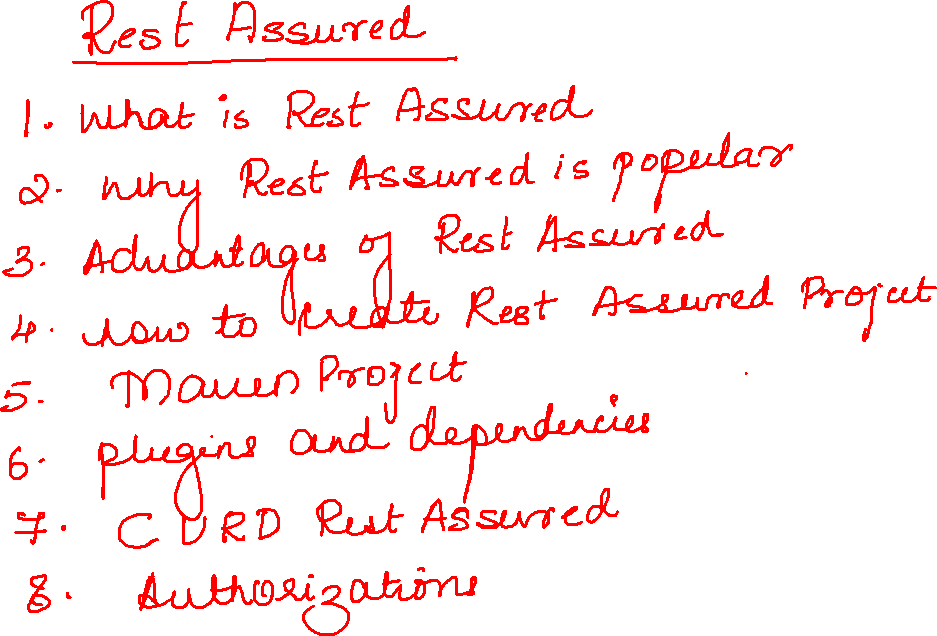 Rest Assured
1. What is Rest Assured
2. Why Rest Assured is popular
3. Advantages of Rest Assured
4. how to create Rest Assured Project
5. Maven Project
6. plugins and dependencies
7. CURD Rest Assured
8. Authorizations